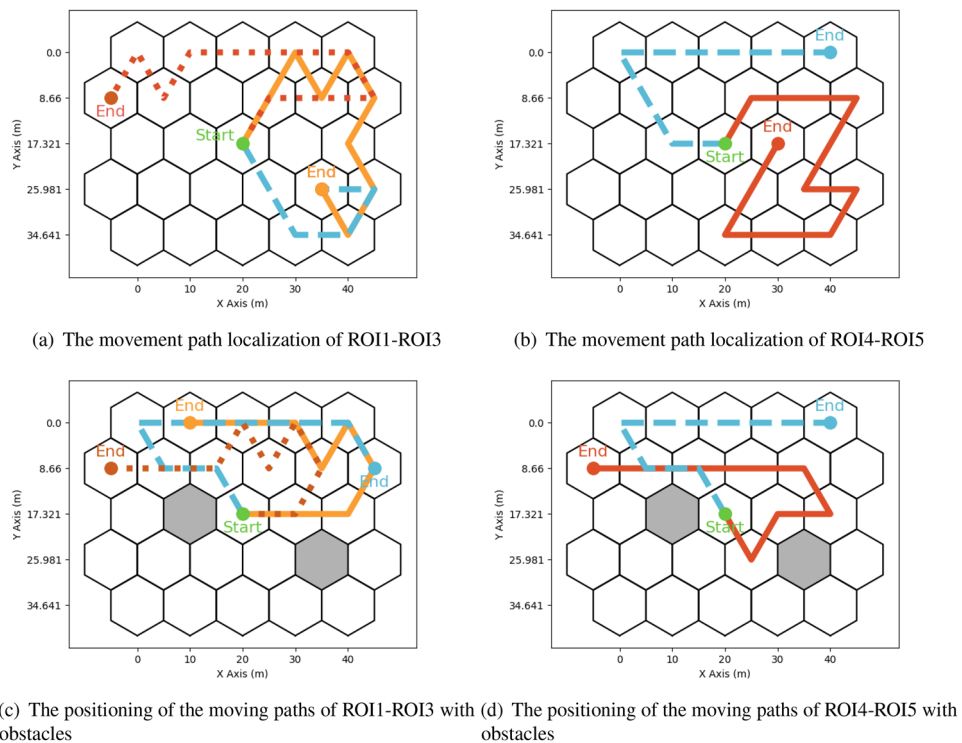 0.0
8.66
17.321
25.981
34.641
Y Axis (m)
End
Start
End
0
10
20
30
40
X Axis (m)
(a) The movement path localization of ROI1-ROI3
0.0
8.66
17.321
25.981
34.641
Y Axis (m)
End
End
Start
0
10
20
30
40
X Axis (m)
(b) The movement path localization of ROI4-ROI5
0.0
8.66
17.321
25.981
34.641
Y Axis (m)
End
End
End
Start
0
10
20
30
40
X Axis (m)
(c) The positioning of the moving paths of ROI1-ROI3 with
obstacles
0.0
8.66
17.321
25.981
34.641
Y Axis (m)
End
End
Start
0
10
20
30
40
X Axis (m)
(d) The positioning of the moving paths of ROI4-ROI5 with
obstacles